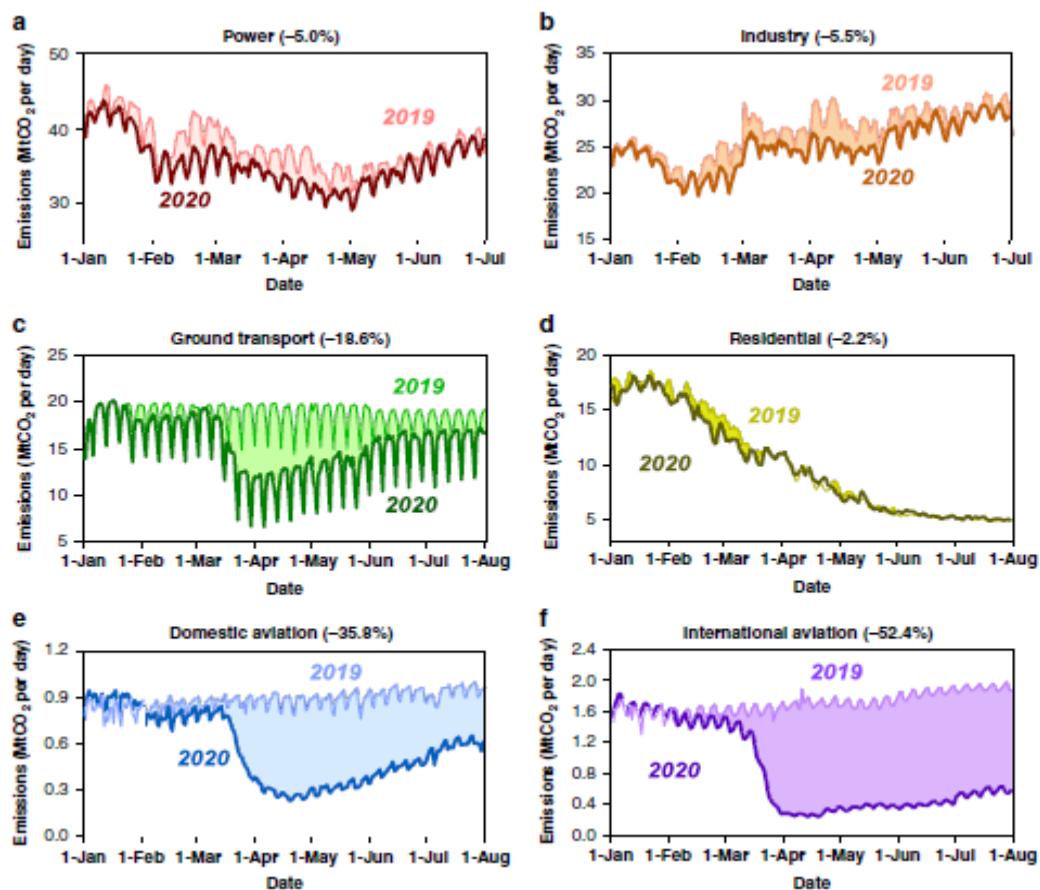 a
Power (–5.0%)
Emissions (MtCO₂ per day)
50
40
30
2019
2020
1-Jan 1-Feb 1-Mar 1-Apr 1-May 1-Jun 1-Jul
Date
b
Industry (–5.5%)
Emissions (MtCO₂ per day)
35
30
25
20
15
2019
2020
1-Jan 1-Feb 1-Mar 1-Apr 1-May 1-Jun 1-Jul
Date
c
Ground transport (–18.6%)
Emissions (MtCO₂ per day)
25
20
15
10
5
2019
2020
1-Jan 1-Feb 1-Mar 1-Apr 1-May 1-Jun 1-Aug
Date
d
Residential (–2.2%)
Emissions (MtCO₂ per day)
20
15
10
5
2019
2020
1-Jan 1-Feb 1-Mar 1-Apr 1-May 1-Jun 1-Jul 1-Aug
Date
e
Domestic aviation (–35.8%)
Emissions (MtCO₂ per day)
1.2
0.9
0.6
0.3
0.0
2019
2020
1-Jan 1-Feb 1-Mar 1-Apr 1-May 1-Jun 1-Jul 1-Aug
Date
f
International aviation (–52.4%)
Emissions (MtCO₂ per day)
2.4
2.0
1.6
1.2
0.8
0.4
0.0
2019
2020
1-Jan 1-Feb 1-Mar 1-Apr 1-May 1-Jun 1-Jul 1-Aug
Date